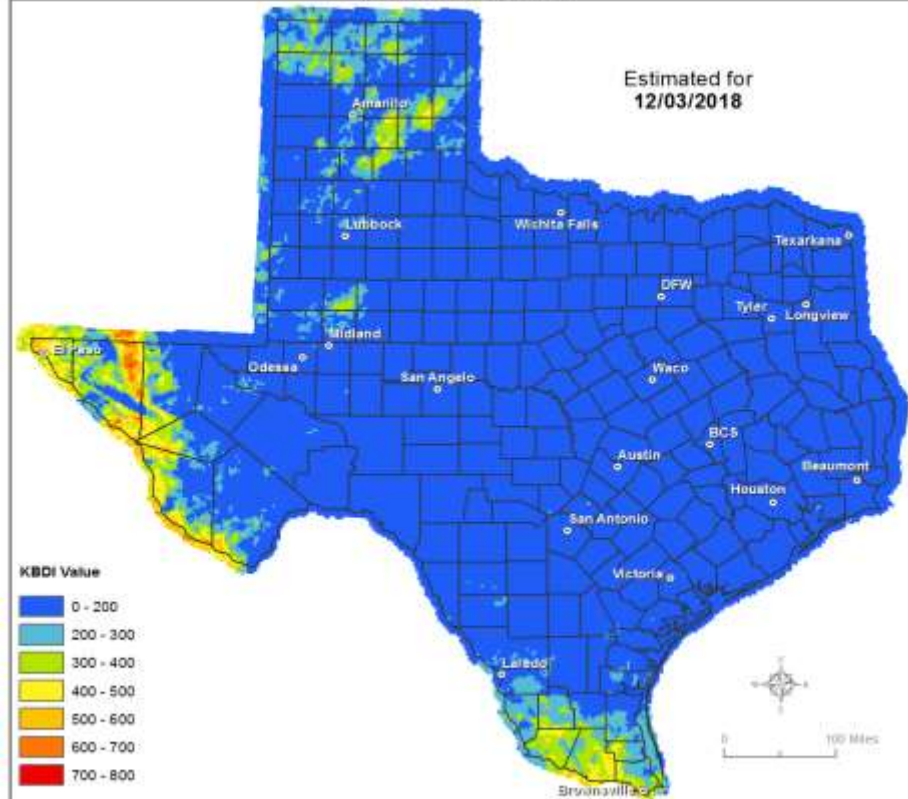 Estimated for
12/03/2018
Amarillo
Lubbock
Wichita Falls
Texarkana
DFW
Tyler
Longview
Midland
El Paso
Odessa
San Angelo
Waco
BCS
Austin
Beaumont
Houston
San Antonio
Victoria
Laredo
Brownsville
KBDI Value
0 - 200
200 - 300
300 - 400
400 - 500
500 - 600
600 - 700
700 - 800
0 100 Miles